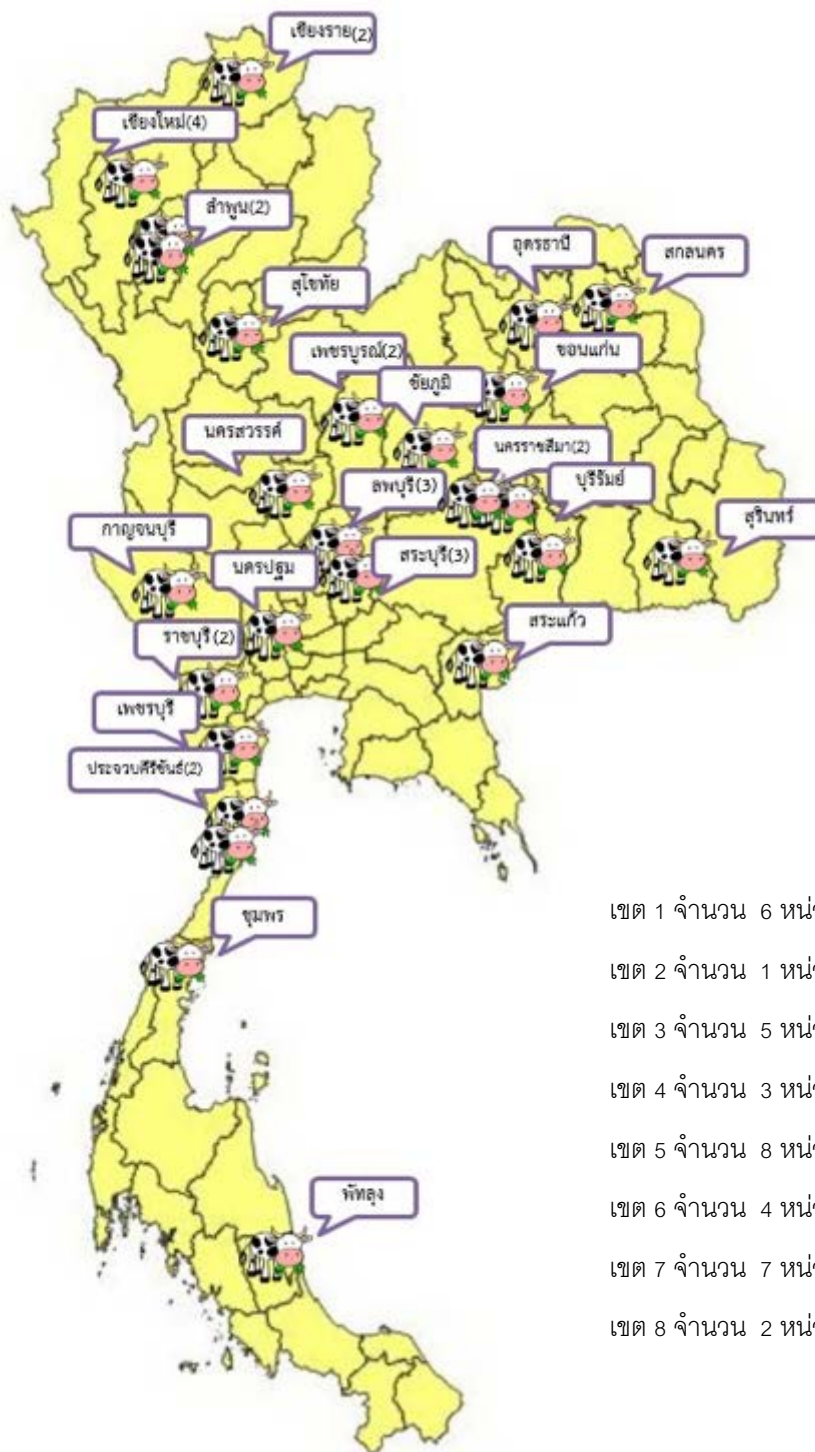 เชียงราย(2)
เชียงใหม่(4)
ลำพูน(2)
อุดรธานี
สกลนคร
สุโขทัย
เพชรบูรณ์(2)
ขอนแก่น
ชัยภูมิ
นครสวรรค์
นครราชสีมา(2)
ลพบุรี(3)
บุรีรัมย์
สุรินทร์
กาญจนบุรี
นครปฐม
สระบุรี(3)
สระแก้ว
ราชบุรี(2)
เพชรบุรี
ประจวบคีรีขันธ์(2)
ชุมพร
พัทลุง
เขต 1 จำนวน 6 หน่
เขต 2 จำนวน 1 หน่
เขต 3 จำนวน 5 หน่
เขต 4 จำนวน 3 หน่
เขต 5 จำนวน 8 หน่
เขต 6 จำนวน 4 หน่
เขต 7 จำนวน 7 หน่
เขต 8 จำนวน 2 หน่